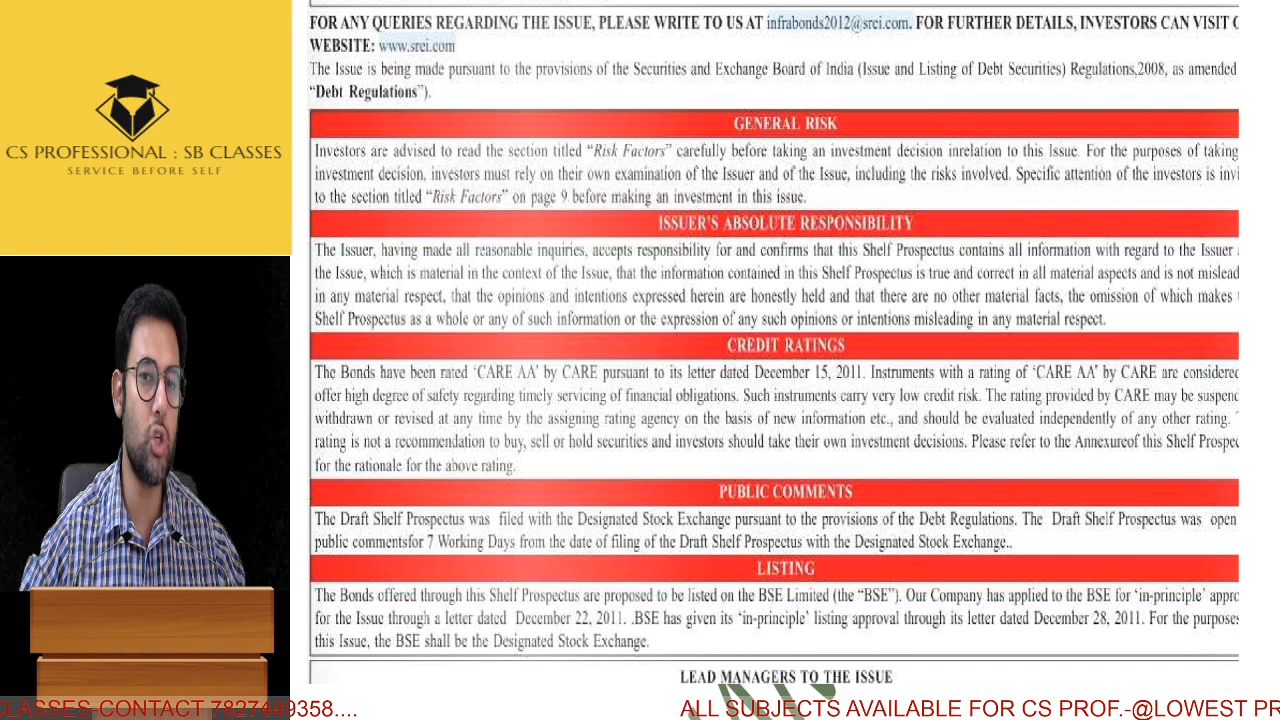 CS PROFESSIONAL : SB CLASSES
SERVICE BEFORE SELF
FOR ANY QUERIES REGARDING THE ISSUE, PLEASE WRITE TO US AT infrabonds2012@srei.com. FOR FURTHER DETAILS, INVESTORS CAN VISIT
WEBSITE: www.srei.com
The Issue is being made pursuant to the provisions of the Securities and Exchange Board of India (Issue and Listing of Debt Securities) Regulations,2008, as amended
“Debt Regulations”).
GENERAL RISK
Investors are advised to read the section titled “Risk Factors” carefully before taking an investment decision inrelation to this Issue. For the purposes of taking
investment decision, investors must rely on their own examination of the Issuer and of the Issue, including the risks involved. Specific attention of the investors is invi
to the section titled “Risk Factors” on page 9 before making an investment in this issue.
ISSUER'S ABSOLUTE RESPONSIBILITY
The Issuer, having made all reasonable inquiries, accepts responsibility for and confirms that this Shelf Prospectus contains all information with regard to the Issuer
the Issue, which is material in the context of the Issue, that the information contained in this Shelf Prospectus is true and correct in all material aspects and is not mislead
in any material respect, that the opinions and intentions expressed herein are honestly held and that there are no other material facts, the omission of which makes
Shelf Prospectus as a whole or any of such information or the expression of any such opinions or intentions misleading in any material respect.
CREDIT RATINGS
The Bonds have been rated ‘CARE AA’ by CARE pursuant to its letter dated December 15, 2011. Instruments with a rating of ‘CARE AA’ by CARE are considered
offer high degree of safety regarding timely servicing of financial obligations. Such instruments carry very low credit risk. The rating provided by CARE may be suspend
withdrawn or revised at any time by the assigning rating agency on the basis of new information etc., and should be evaluated independently of any other rating.
rating is not a recommendation to buy, sell or hold securities and investors should take their own investment decisions. Please refer to the Annexureof this Shelf Prospec
for the rationale for the above rating.
PUBLIC COMMENTS
The Draft Shelf Prospectus was filed with the Designated Stock Exchange pursuant to the provisions of the Debt Regulations. The Draft Shelf Prospectus was open
public commentsfor 7 Working Days from the date of filing of the Draft Shelf Prospectus with the Designated Stock Exchange..
LISTING
The Bonds offered through this Shelf Prospectus are proposed to be listed on the BSE Limited (the “BSE”). Our Company has applied to the BSE for ‘in-principle’ appro
for the Issue through a letter dated December 22, 2011. .BSE has given its ‘in-principle’ listing approval through its letter dated December 28, 2011. For the purposes
this Issue, the BSE shall be the Designated Stock Exchange.
LEAD MANAGERS TO THE ISSUE
CLASSES-CONTACT 7827449358.... ALL SUBJECTS AVAILABLE FOR CS PROF.-@LOWEST PR